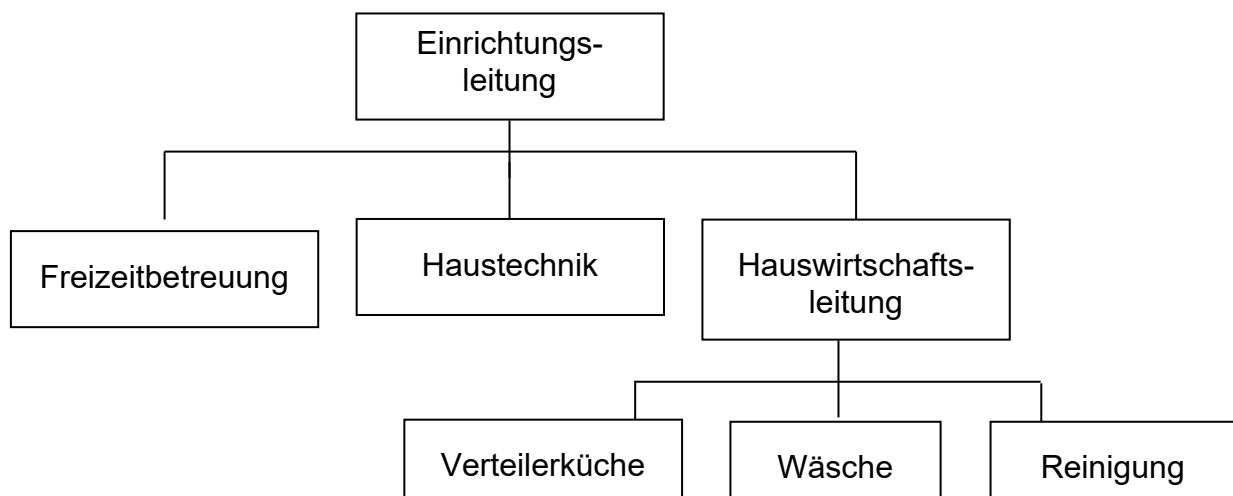 Einrichtungs-
leitung
Freizeitbetreuung
Haustechnik
Hauswirtschafts-
leitung
Verteilerküche
Wäsche
Reinigung